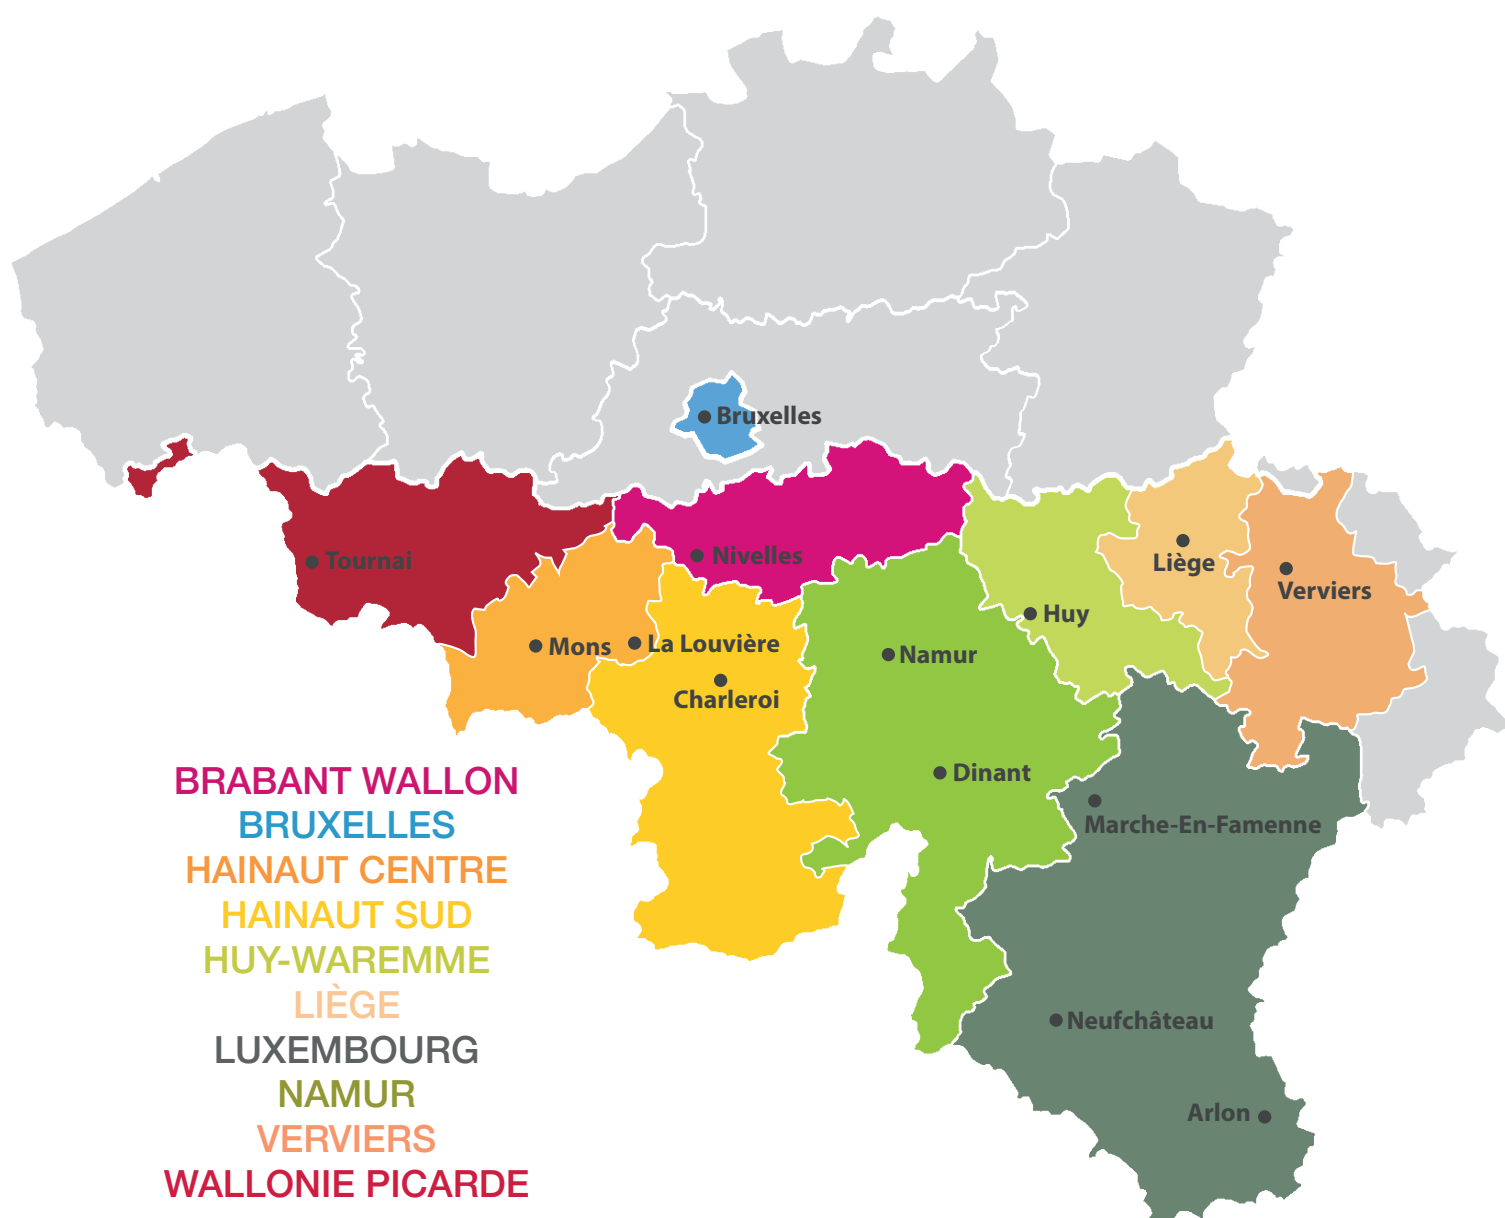 Bruxelles
Nivelles
Tournai
Liège
Verviers
Huy
Mons
La Louvière
Namur
Charleroi
Dinant
Marche-En-Famenne
Neufchâteau
Arlon
BRABANT WALLON
BRUXELLES
HAINAUT CENTRE
HAINAUT SUD
HUY-WAREMME
LIÈGE
LUXEMBOURG
NAMUR
VERVIERS
WALLONIE PICARDE